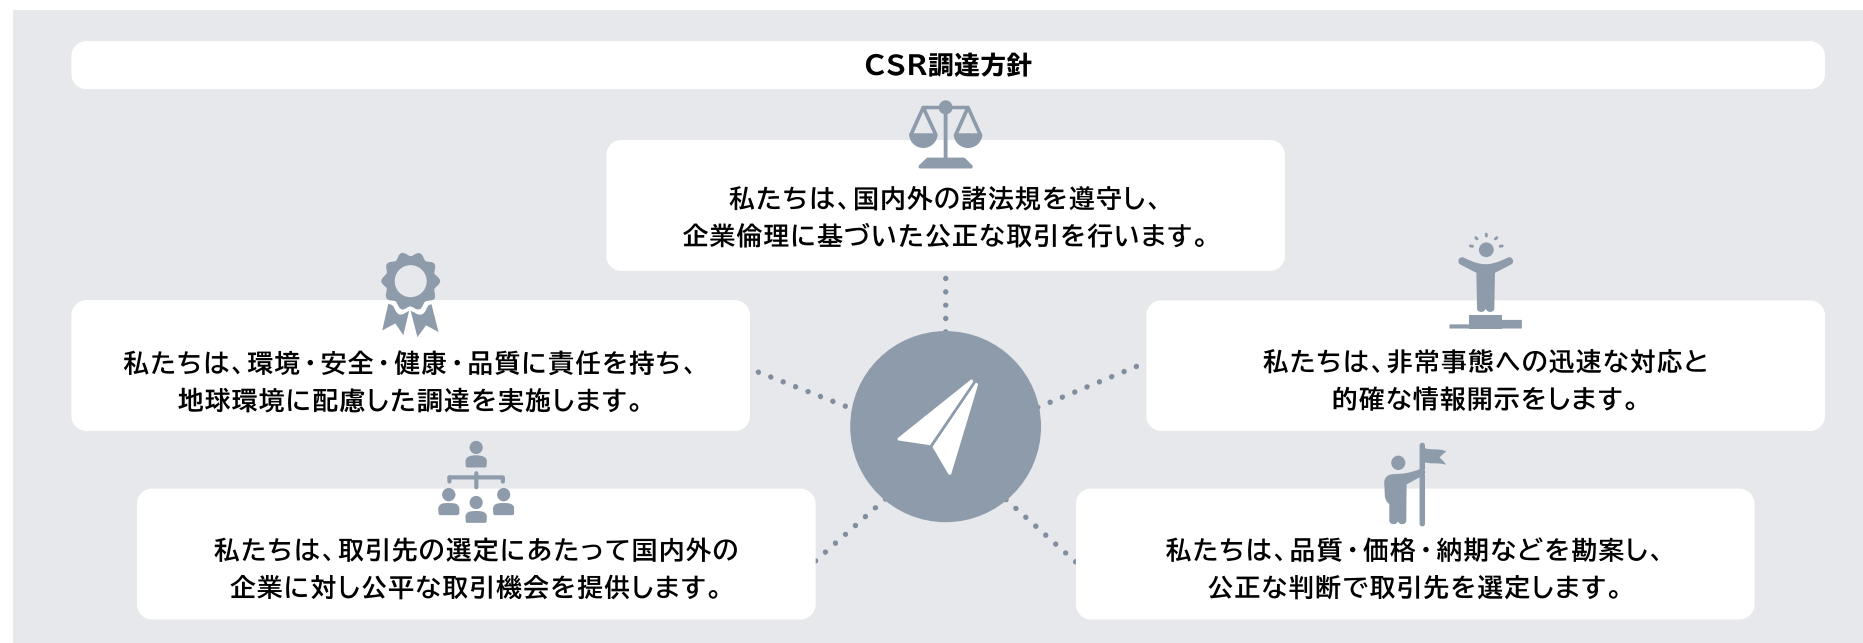 CSR調達方針
私たちは、国内外の諸法規を遵守し、
企業倫理に基づいた公正な取引を行います。
私たちは、環境・安全・健康・品質に責任を持ち、
地球環境に配慮した調達を実施します。
私たちは、非常事態への迅速な対応と
的確な情報開示をします。
私たちは、取引先の選定にあたって国内外の
企業に対し公平な取引機会を提供します。
私たちは、品質・価格・納期などを勘案し、
公正な判断で取引先を選定します。